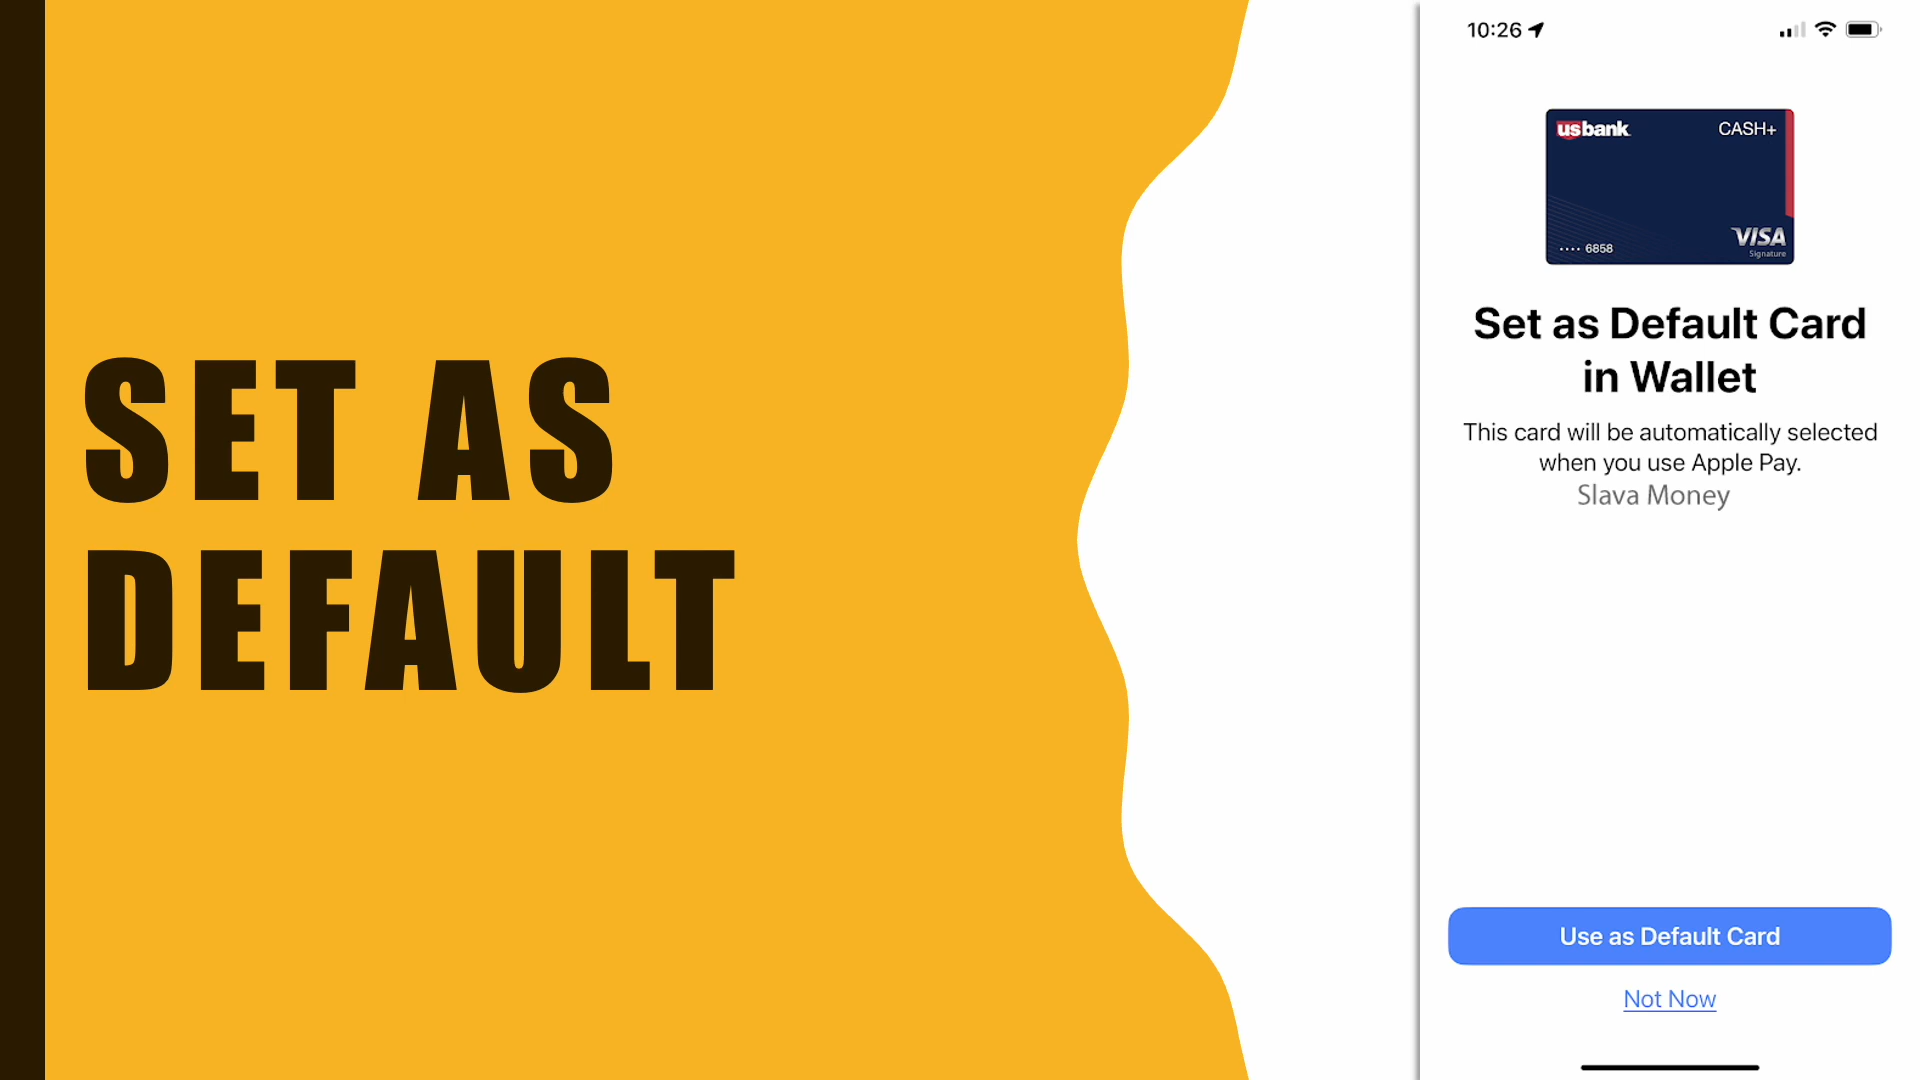 SET AS
DEFAULT
10:26
usbank
CASH+
•••• 6858
VISA
Signature
Set as Default Card
in Wallet
This card will be automatically selected
when you use Apple Pay.
Slava Money
Use as Default Card
Not Now